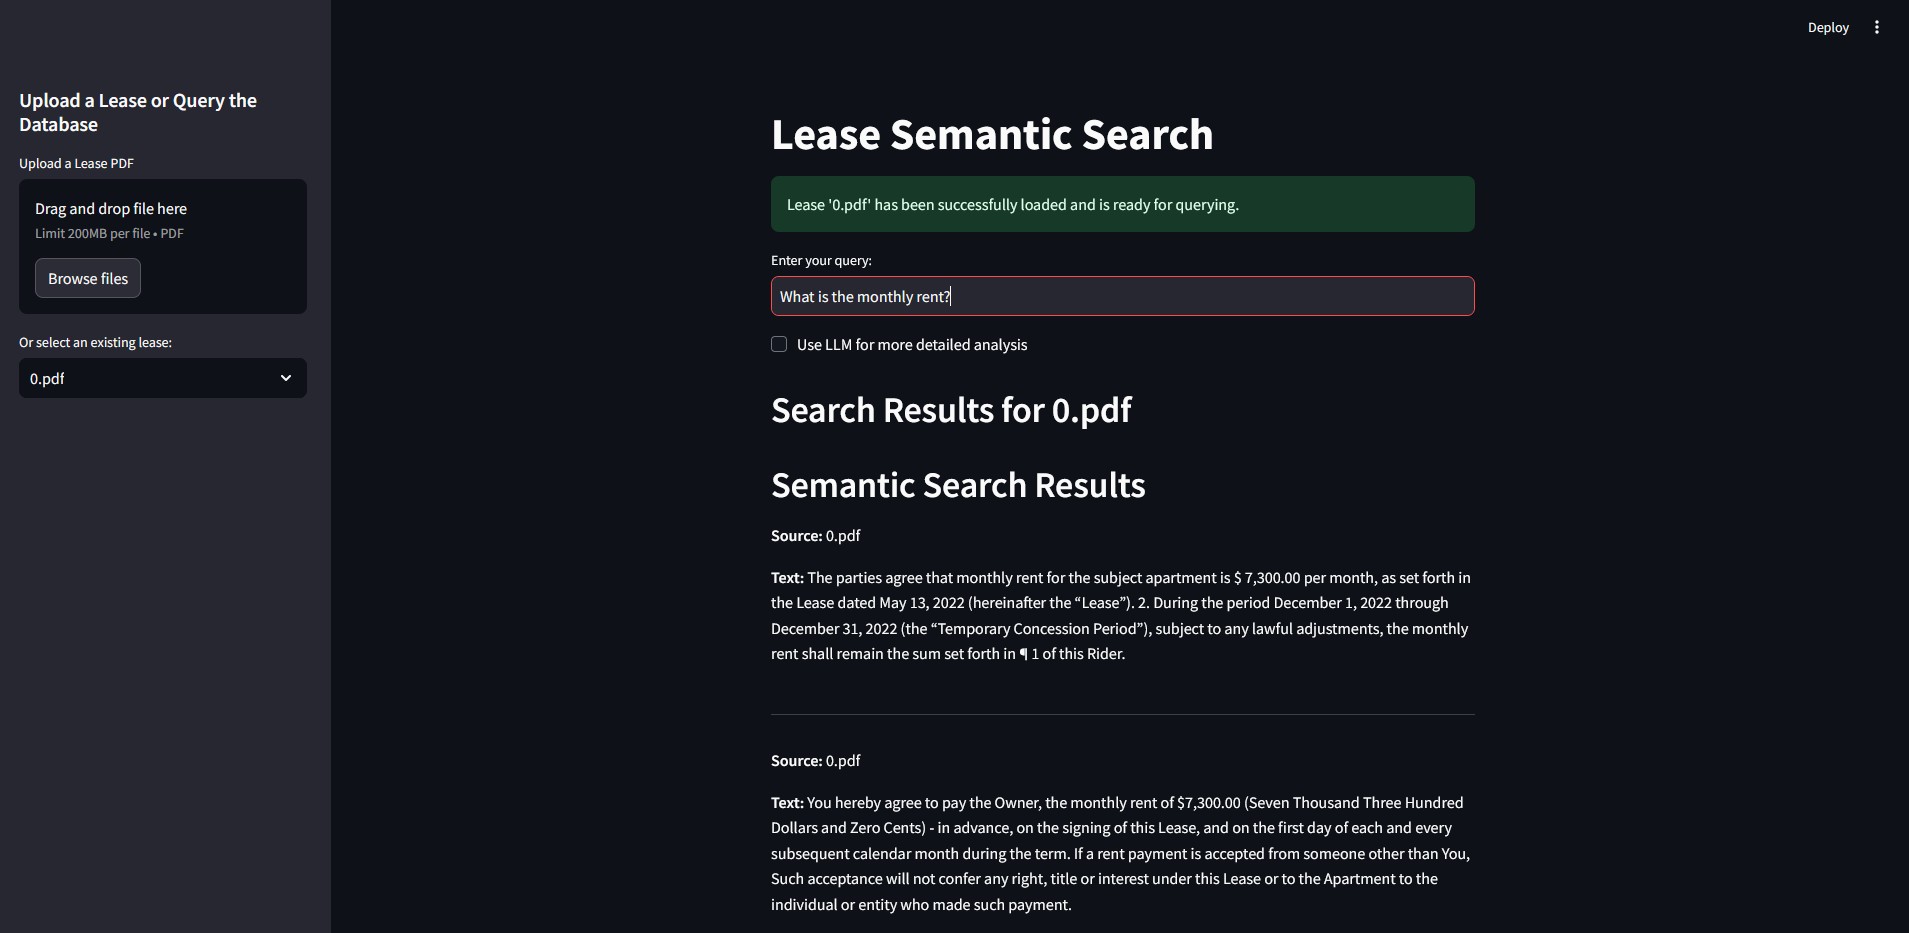 Deploy
Upload a Lease or Query the
Database
Upload a Lease PDF
Drag and drop file here
Limit 200MB per file • PDF
Browse files
Or select an existing lease:
0.pdf
Lease Semantic Search
Lease '0.pdf' has been successfully loaded and is ready for querying.
Enter your query:
What is the monthly rent?
Use LLM for more detailed analysis
Search Results for 0.pdf
Semantic Search Results
Source: 0.pdf
Text: The parties agree that monthly rent for the subject apartment is $ 7,300.00 per month, as set forth in
the Lease dated May 13, 2022 (hereinafter the “Lease”). 2. During the period December 1, 2022 through
December 31, 2022 (the “Temporary Concession Period”), subject to any lawful adjustments, the monthly
rent shall remain the sum set forth in ¶ 1 of this Rider.
Source: 0.pdf
Text: You hereby agree to pay the Owner, the monthly rent of $7,300.00 (Seven Thousand Three Hundred
Dollars and Zero Cents) - in advance, on the signing of this Lease, and on the first day of each and every
subsequent calendar month during the term. If a rent payment is accepted from someone other than You,
Such acceptance will not confer any right, title or interest under this Lease or to the Apartment to the
individual or entity who made such payment.